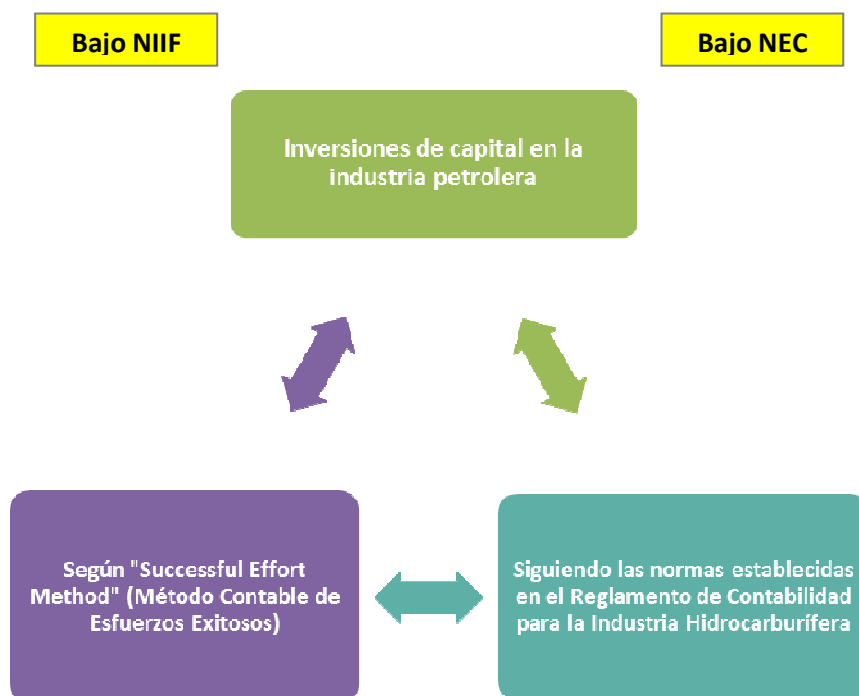 Bajo NIIF
Bajo NEC
Inversiones de capital en la
industria petrolera
Según "Successful Effort
Method" (Método Contable de
Esfuerzos Exitosos)
Siguiendo las normas establecidas
en el Reglamento de Contabilidad
para la Industria Hidrocarburífera